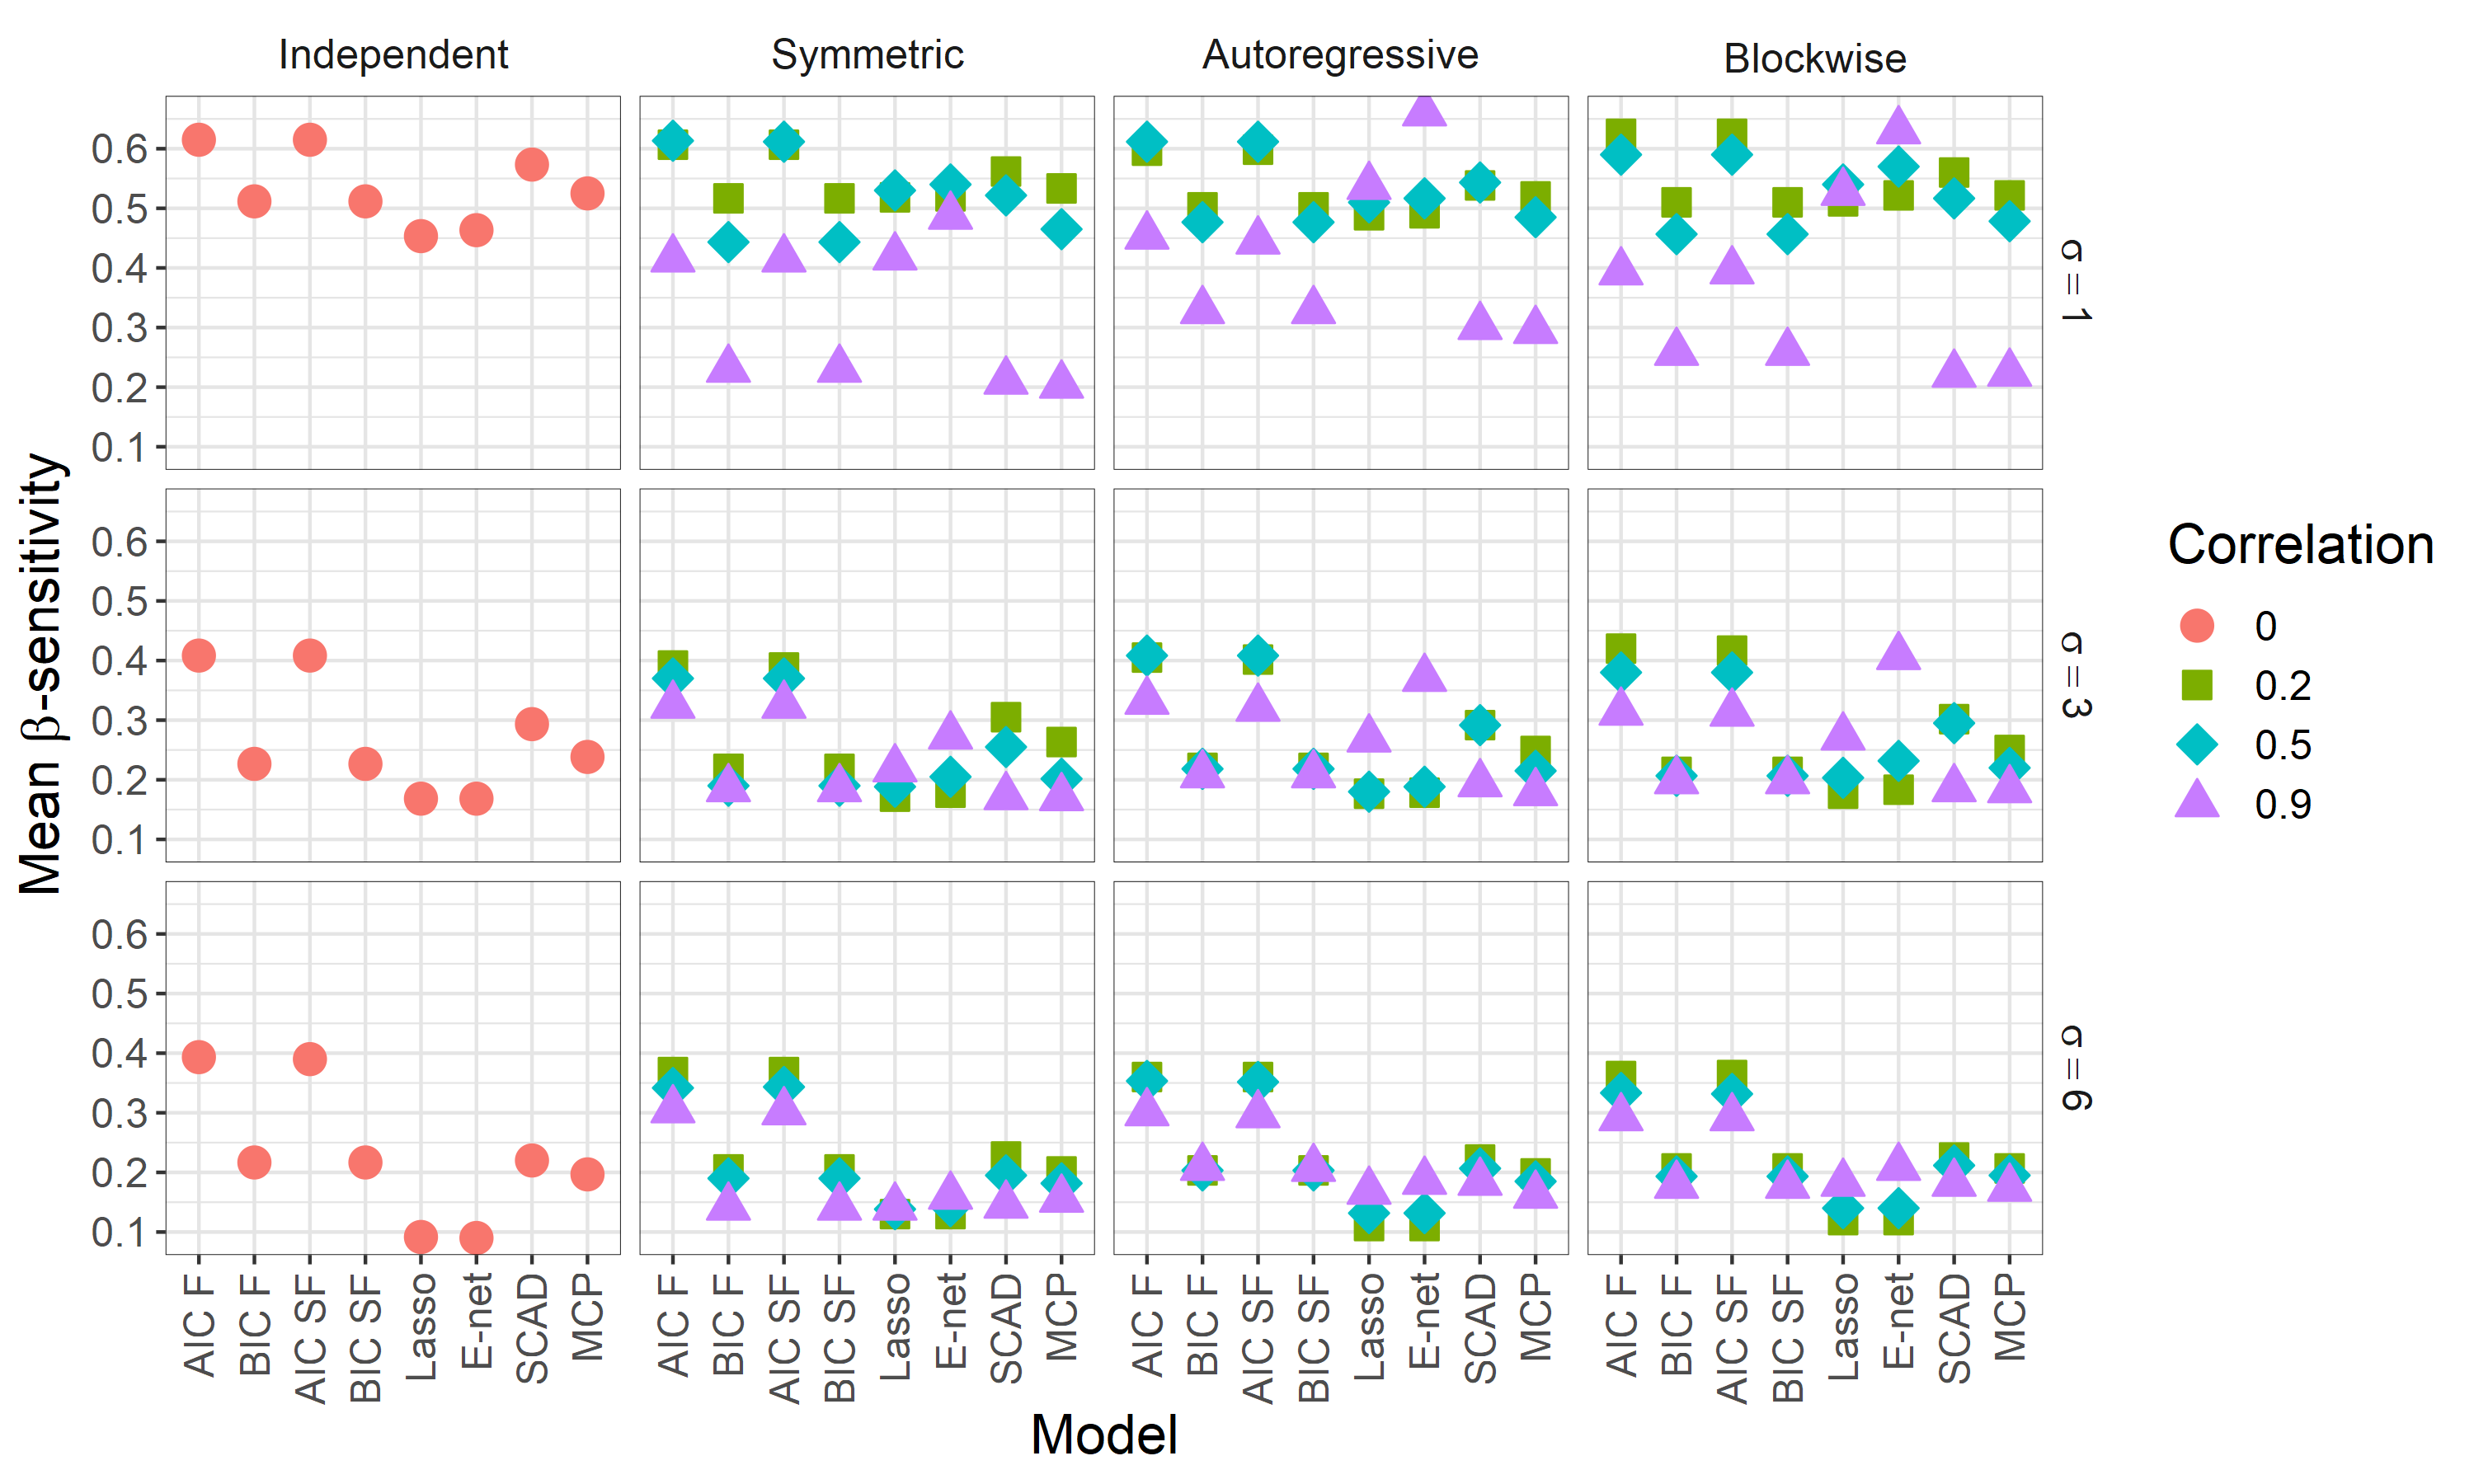 Independent Symmetric Autoregressive Blockwise
Mean β-sensitivity
0.6
0.5
0.4
0.3
0.2
0.1
σ = 1
0.6
0.5
0.4
0.3
0.2
0.1
σ = 3
0.6
0.5
0.4
0.3
0.2
0.1
σ = 6
AIC F BIC F AIC SF BIC SF Lasso E-net SCAD MCP
AIC F BIC F AIC SF BIC SF Lasso E-net SCAD MCP
AIC F BIC F AIC SF BIC SF Lasso E-net SCAD MCP
AIC F BIC F AIC SF BIC SF Lasso E-net SCAD MCP
Model
Correlation
0
0.2
0.5
0.9